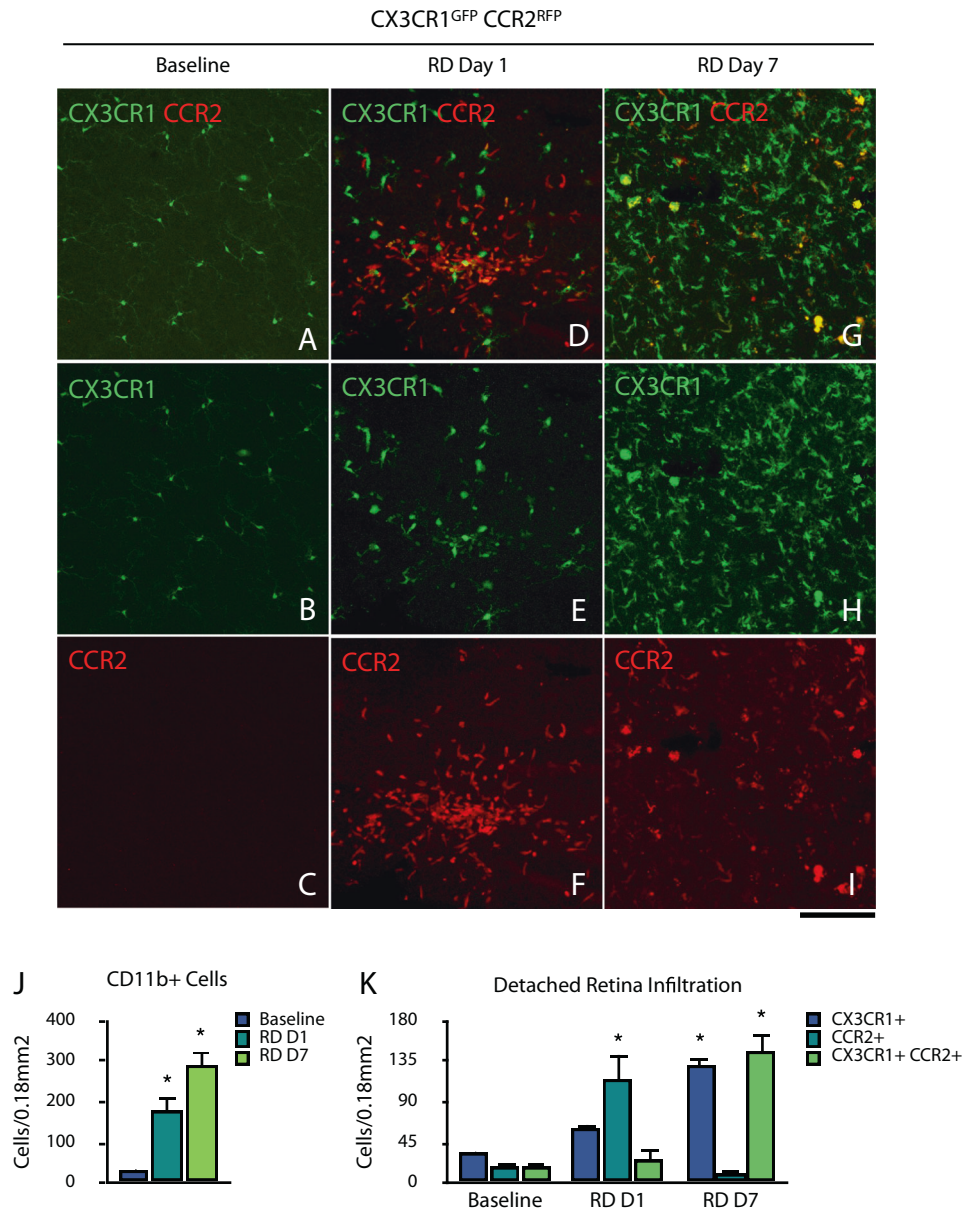 CX3CR1GFP CCR2RFP
Baseline RD Day 1 RD Day 7
CX3CR1 CCR2 CX3CR1 CCR2 CX3CR1 CCR2
A D G
CX3CR1 CX3CR1 CX3CR1
B E H
CCR2 CCR2 CCR2
C F I
J CD11b+ Cells
Cells/0.18mm2
400
300
200
100
0
* *
Baseline
RD D1
RD D7
K Detached Retina Infiltration
Cells/0.18mm2
180
135
90
45
0
* * *
CX3CR1+
CCR2+
CX3CR1+ CCR2+
Baseline RD D1 RD D7